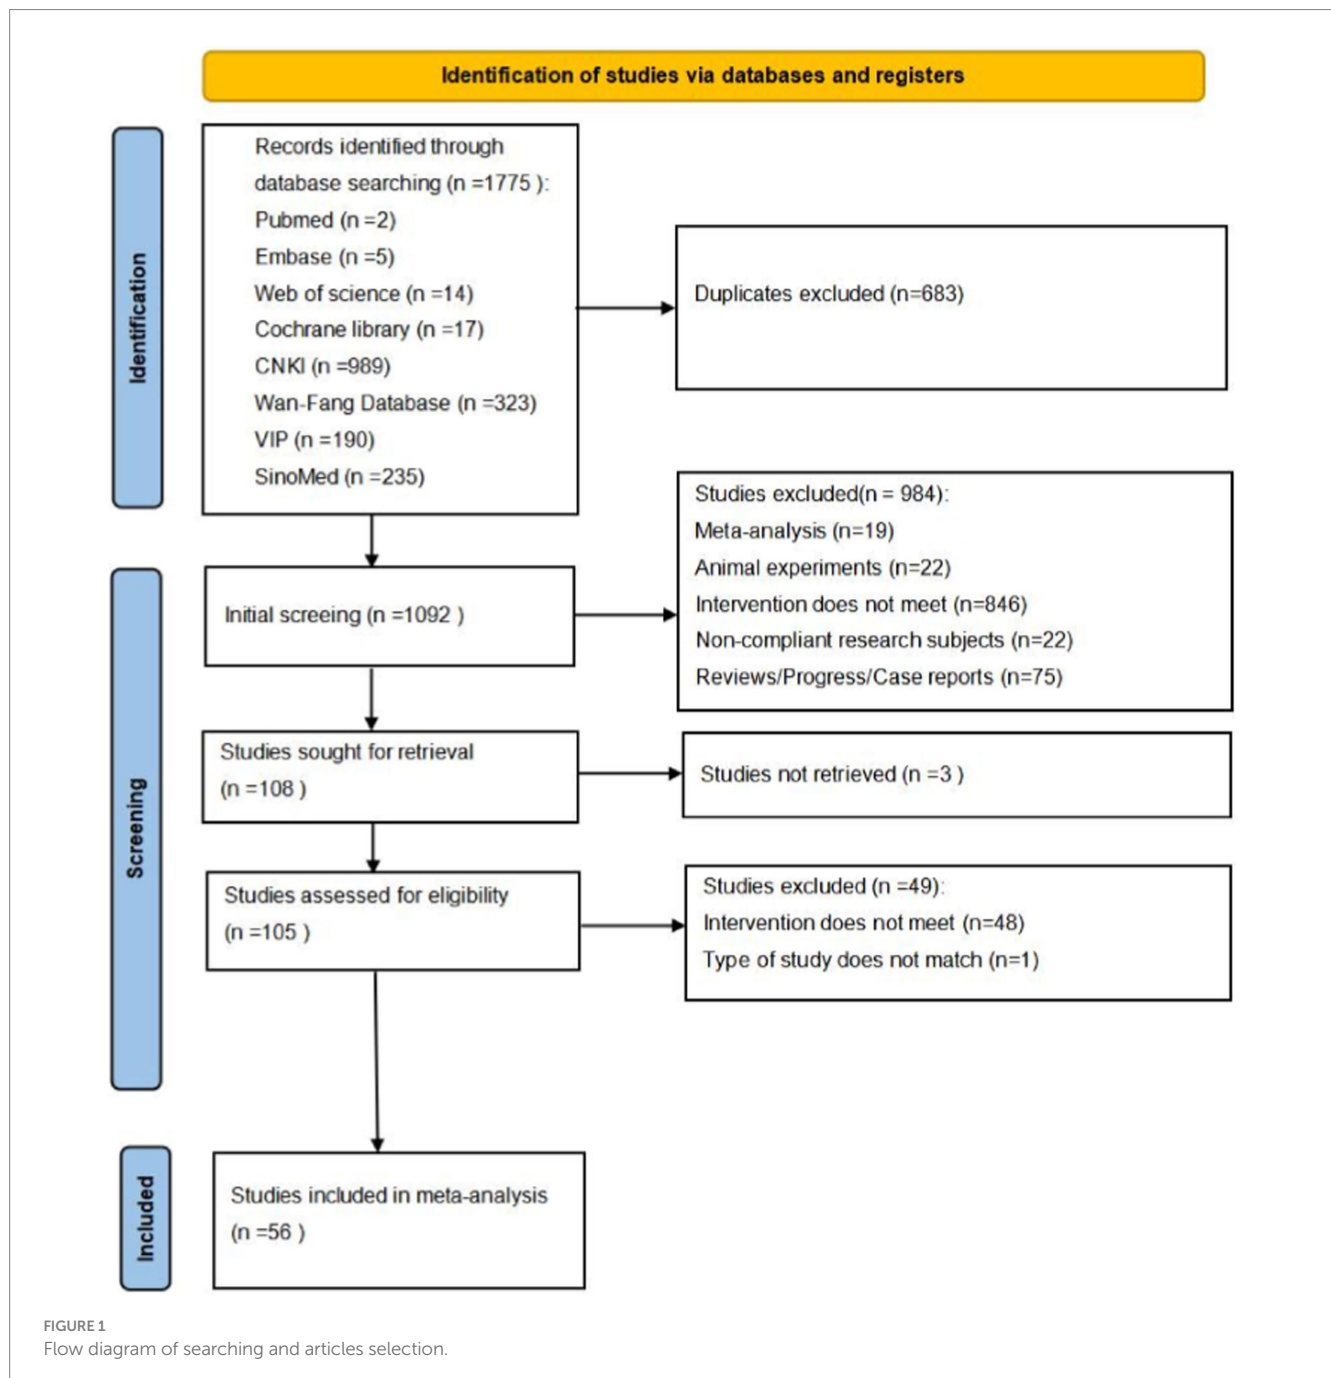 Identification of studies via databases and registers
Identification
Records identified through
database searching (n =1775 ):
Pubmed (n =2)
Embase (n =5)
Web of science (n =14)
Cochrane library (n =17)
CNKI (n =989)
Wan-Fang Database (n =323)
VIP (n =190)
SinoMed (n =235)
Duplicates excluded (n=683)
Screening
Initial screeing (n =1092 )
Studies excluded(n = 984):
Meta-analysis (n=19)
Animal experiments (n=22)
Intervention does not meet (n=846)
Non-compliant research subjects (n=22)
Reviews/Progress/Case reports (n=75)
Studies sought for retrieval
(n =108 )
Studies not retrieved (n =3 )
Studies assessed for eligibility
(n =105 )
Studies excluded (n =49):
Intervention does not meet (n=48)
Type of study does not match (n=1)
Included
Studies included in meta-analysis
(n =56 )
FIGURE 1
Flow diagram of searching and articles selection.